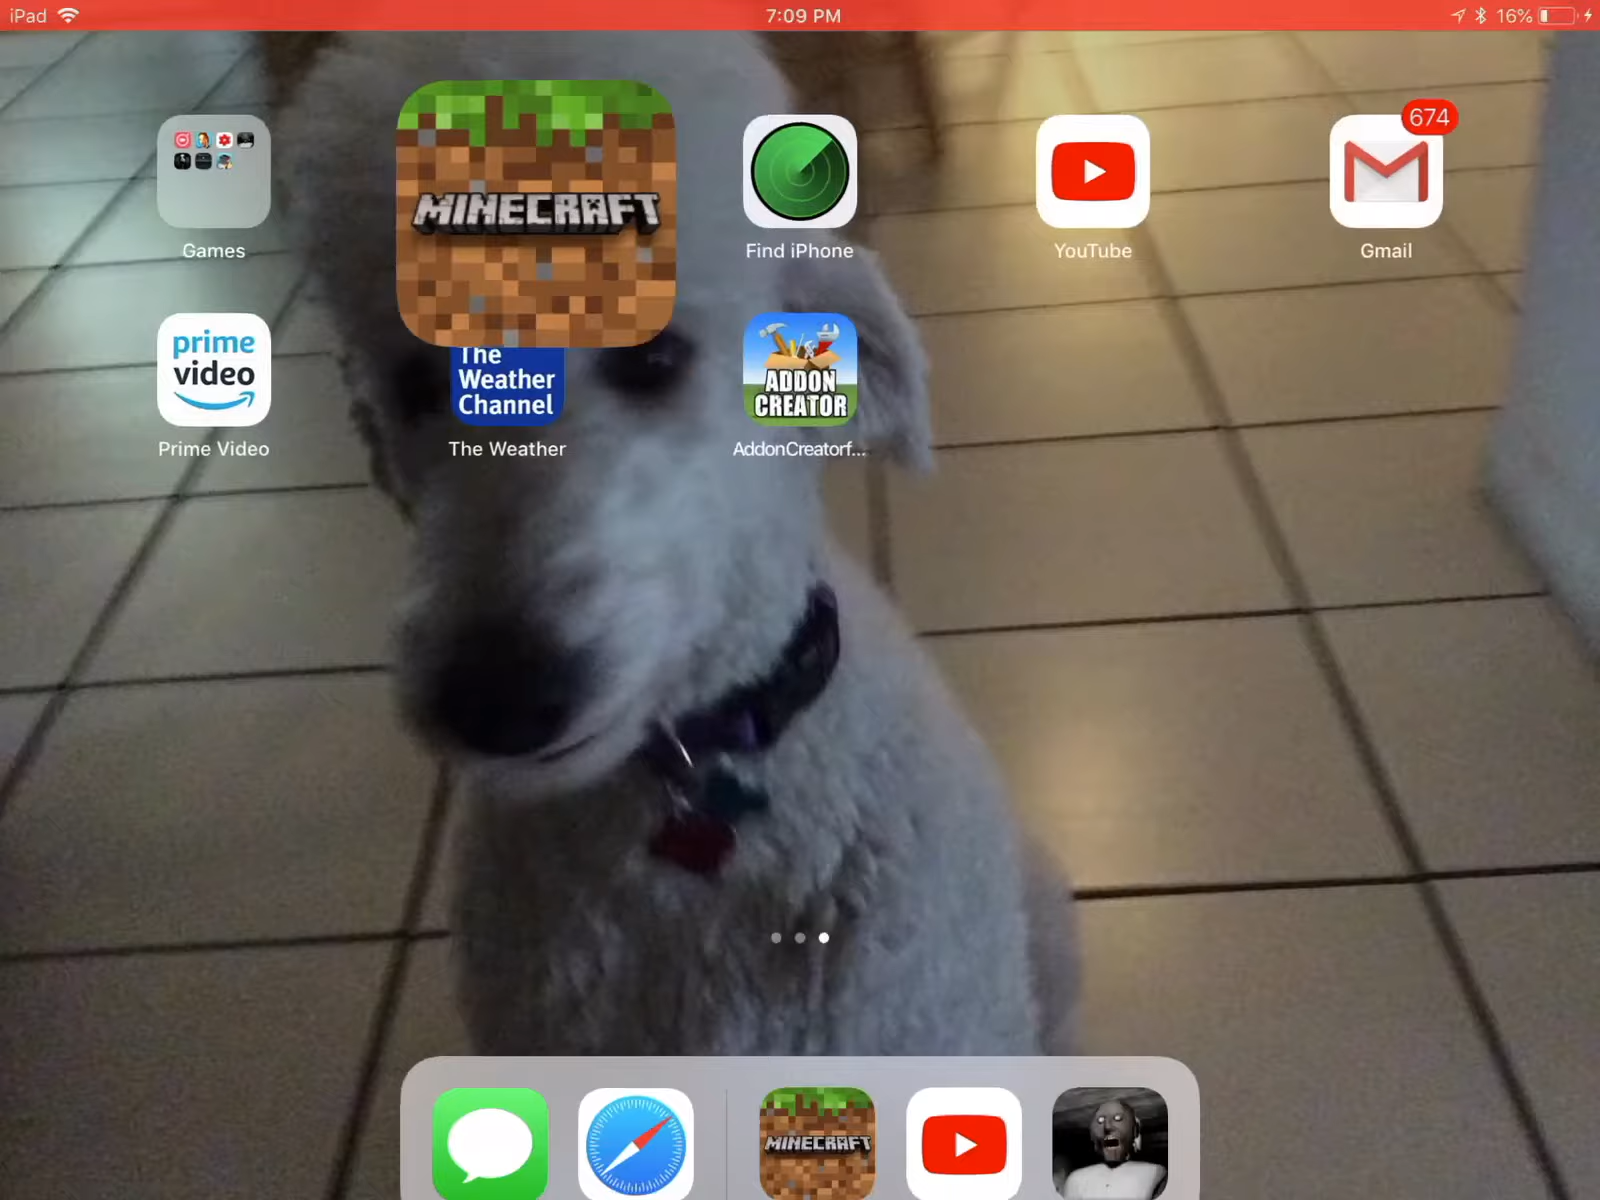 iPad 7:09 PM 16%
674
MINECRAFT
Games Find iPhone YouTube Gmail
prime
video
The
Weather
Channel
ADDON
CREATOR
Prime Video The Weather AddonCreatorf...
MINECRAFT